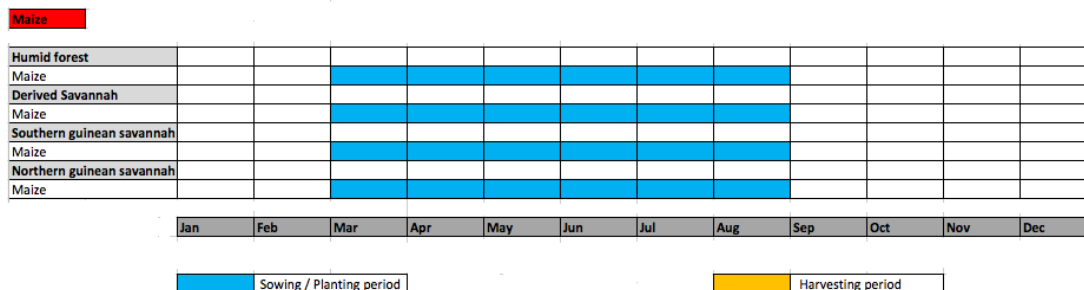 Maize
Humid forest
Maize
Derived Savannah
Maize
Southern guinean savannah
Maize
Northern guinean savannah
Maize
Jan Feb Mar Apr May Jun Jul Aug Sep Oct Nov Dec
Sowing / Planting period Harvesting period